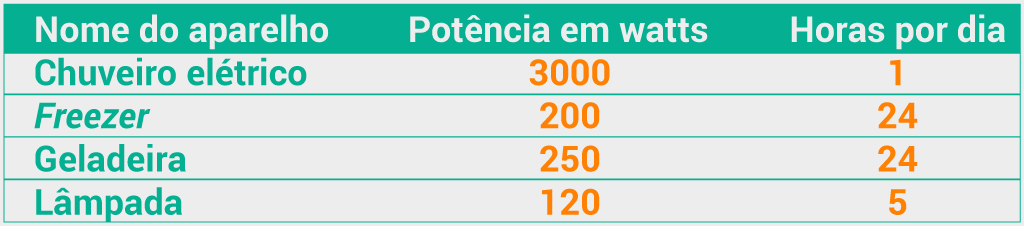 Nome do aparelho Potência em watts Horas por dia
Chuveiro elétrico 3000 1
Freezer 200 24
Geladeira 250 24
Lâmpada 120 5